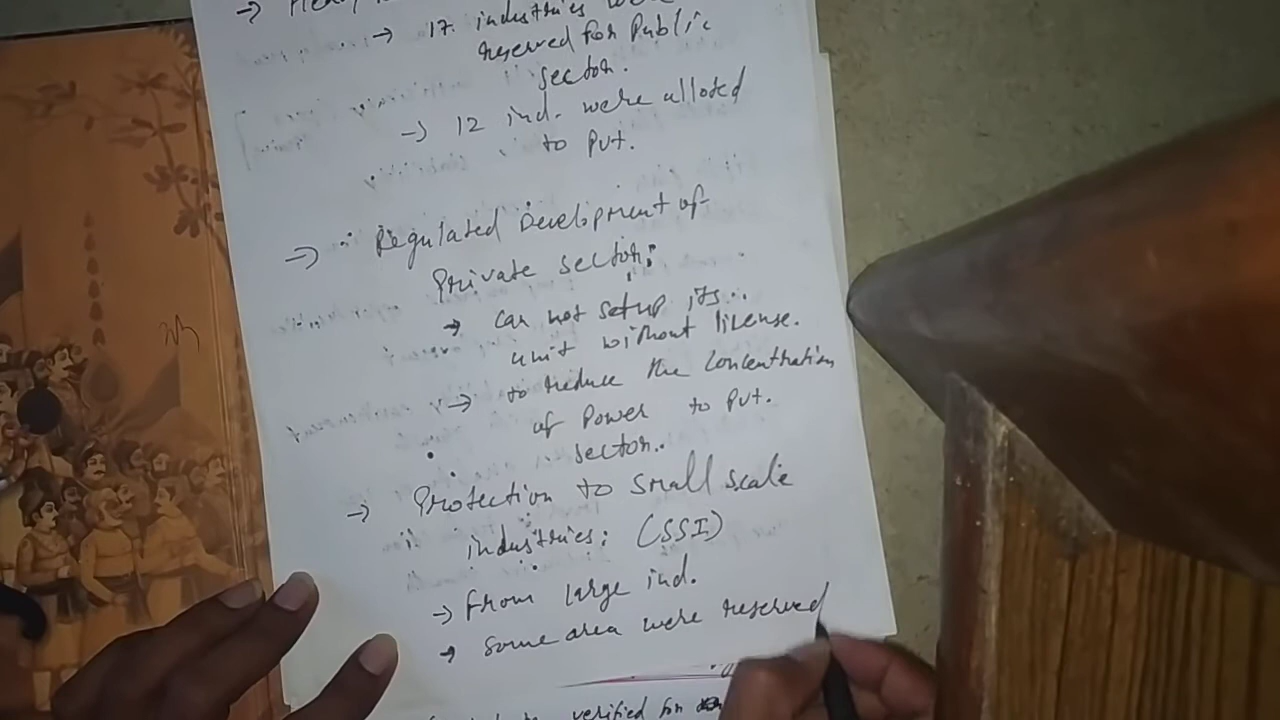 →
→ 17. industries were
reserved for Public
sector.
→ 12 ind. were alloted
to Pvt.
→ Regulated Development of
Private sector:
→ can not setup its..
unit without license.
→ to reduce the concentration
of Power to Pvt.
sector..
→ Protection to small scale
industries: (SSI)
→ from large ind.
→ some area were reserved
verified for